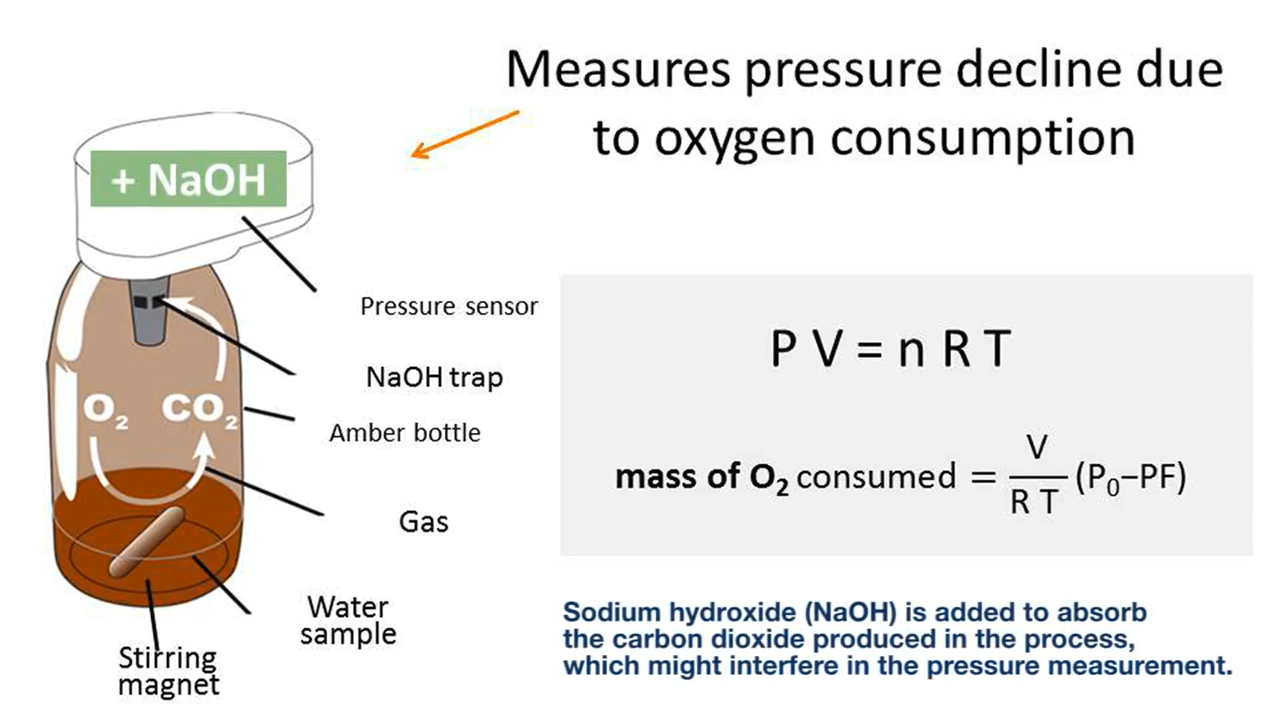 Measures pressure decline due
to oxygen consumption
+ NaOH
Pressure sensor
NaOH trap
O₂ CO₂
Amber bottle
Gas
Water
sample
Stirring
magnet
P V = n R T
mass of O₂ consumed = V / R T (P₀–PF)
Sodium hydroxide (NaOH) is added to absorb
the carbon dioxide produced in the process,
which might interfere in the pressure measurement.